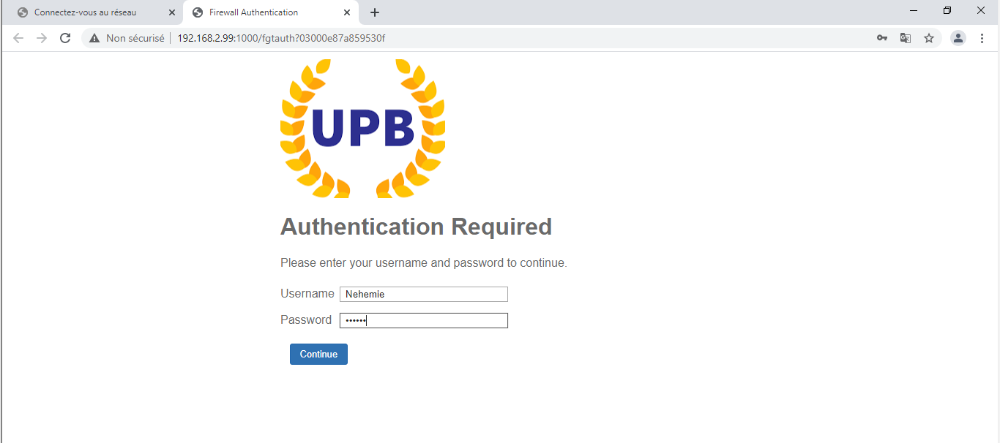 Connectez-vous au réseau
Firewall Authentication
Non sécurisé
192.168.2.99:1000/fgtauth?03000e87a859530f
UPB
Authentication Required
Please enter your username and password to continue.
Username Nehemie
Password ••••••
Continue